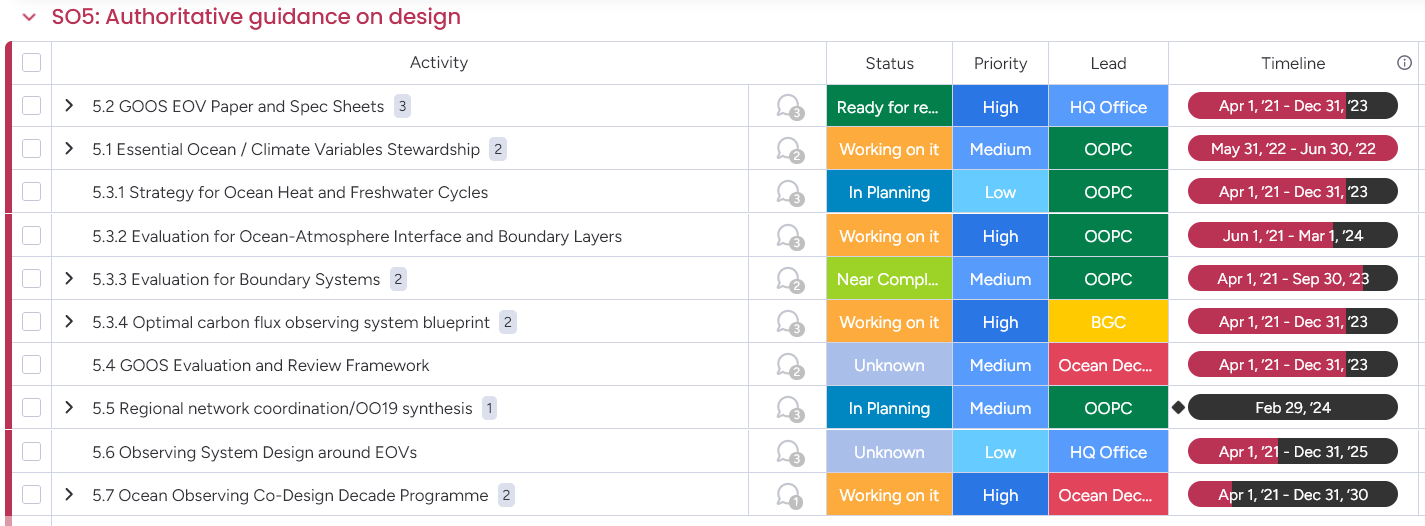 SO5: Authoritative guidance on design
Activity Status Priority Lead Timeline
5.2 GOOS EOV Paper and Spec Sheets 3 3 Ready for re... High HQ Office Apr 1, '21 - Dec 31, '23
5.1 Essential Ocean / Climate Variables Stewardship 2 2 Working on it Medium OOPC May 31, '22 - Jun 30, '22
5.3.1 Strategy for Ocean Heat and Freshwater Cycles 3 In Planning Low OOPC Apr 1, '21 - Dec 31, '23
5.3.2 Evaluation for Ocean-Atmosphere Interface and Boundary Layers 3 Working on it High OOPC Jun 1, '21 - Mar 1, '24
5.3.3 Evaluation for Boundary Systems 2 2 Near Compl... Medium OOPC Apr 1, '21 - Sep 30, '23
5.3.4 Optimal carbon flux observing system blueprint 2 3 Working on it High BGC Apr 1, '21 - Dec 31, '23
5.4 GOOS Evaluation and Review Framework 2 Unknown Medium Ocean Dec... Apr 1, '21 - Dec 31, '23
5.5 Regional network coordination/OO19 synthesis 1 3 In Planning Medium OOPC Feb 29, '24
5.6 Observing System Design around EOVs 3 Unknown Low HQ Office Apr 1, '21 - Dec 31, '25
5.7 Ocean Observing Co-Design Decade Programme 2 1 Working on it High Ocean Dec... Apr 1, '21 - Dec 31, '30